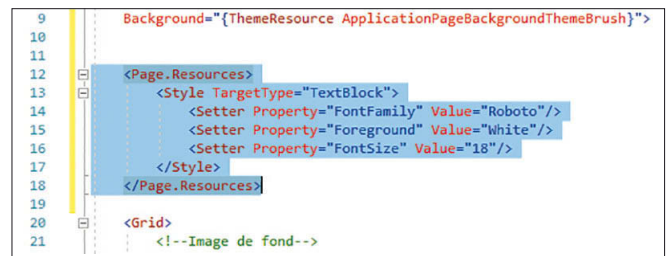 9 Background="{ThemeResource ApplicationPageBackgroundThemeBrush}">
10
11
12 <Page.Resources>
13 <Style TargetType="TextBlock">
14 <Setter Property="FontFamily" Value="Roboto"/>
15 <Setter Property="Foreground" Value="White"/>
16 <Setter Property="FontSize" Value="18"/>
17 </Style>
18 </Page.Resources>
19
20 <Grid>
21 <!--Image de fond-->